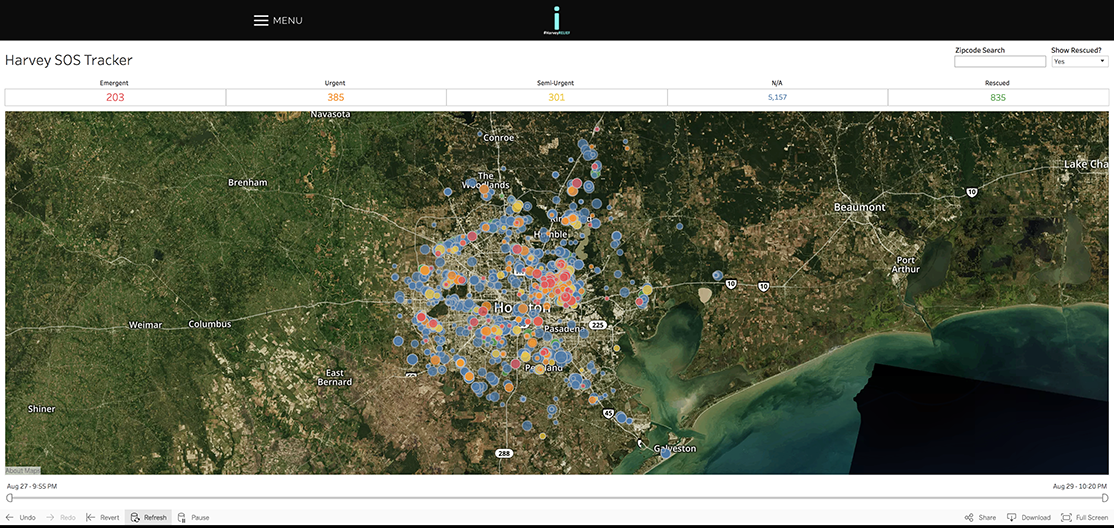 MENU
#HarveyRELIEF
Harvey SOS Tracker
Zipcode Search
Show Rescued?
Yes
Emergent
Urgent
Semi-Urgent
N/A
Rescued
203
385
301
5,157
835
Navasota
Conroe
Lake Cha
Brenham
The
Woodlands
10
Beaumont
Humble
Port
Arthur
10
10
Houston
Weimar
Columbus
Pasadena
225
East
Bernard
Pearland
Shiner
45
288
Galveston
About Maps
Aug 27 - 9:55 PM
Aug 29 - 10:20 PM
Undo
Redo
Revert
Refresh
Pause
Share
Download
Full Screen